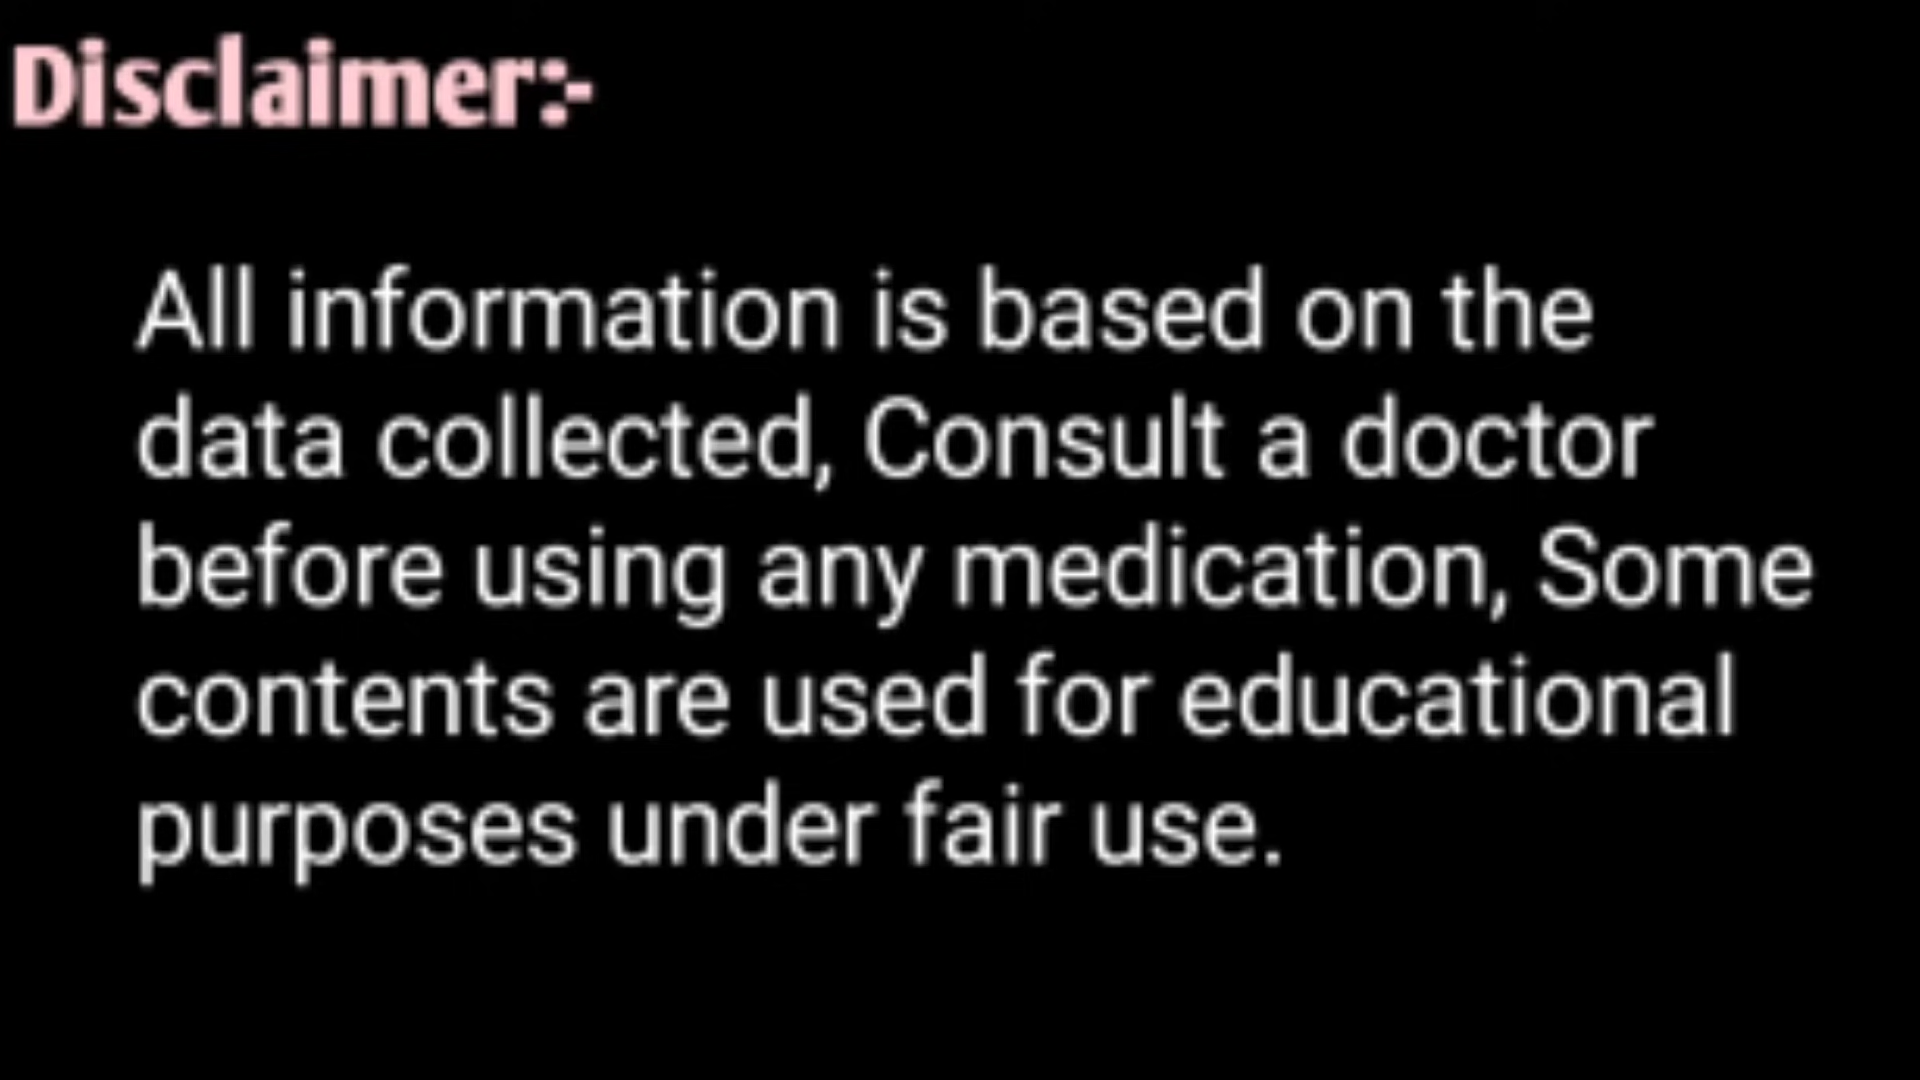 Disclaimer:-
All information is based on the
data collected, Consult a doctor
before using any medication, Some
contents are used for educational
purposes under fair use.